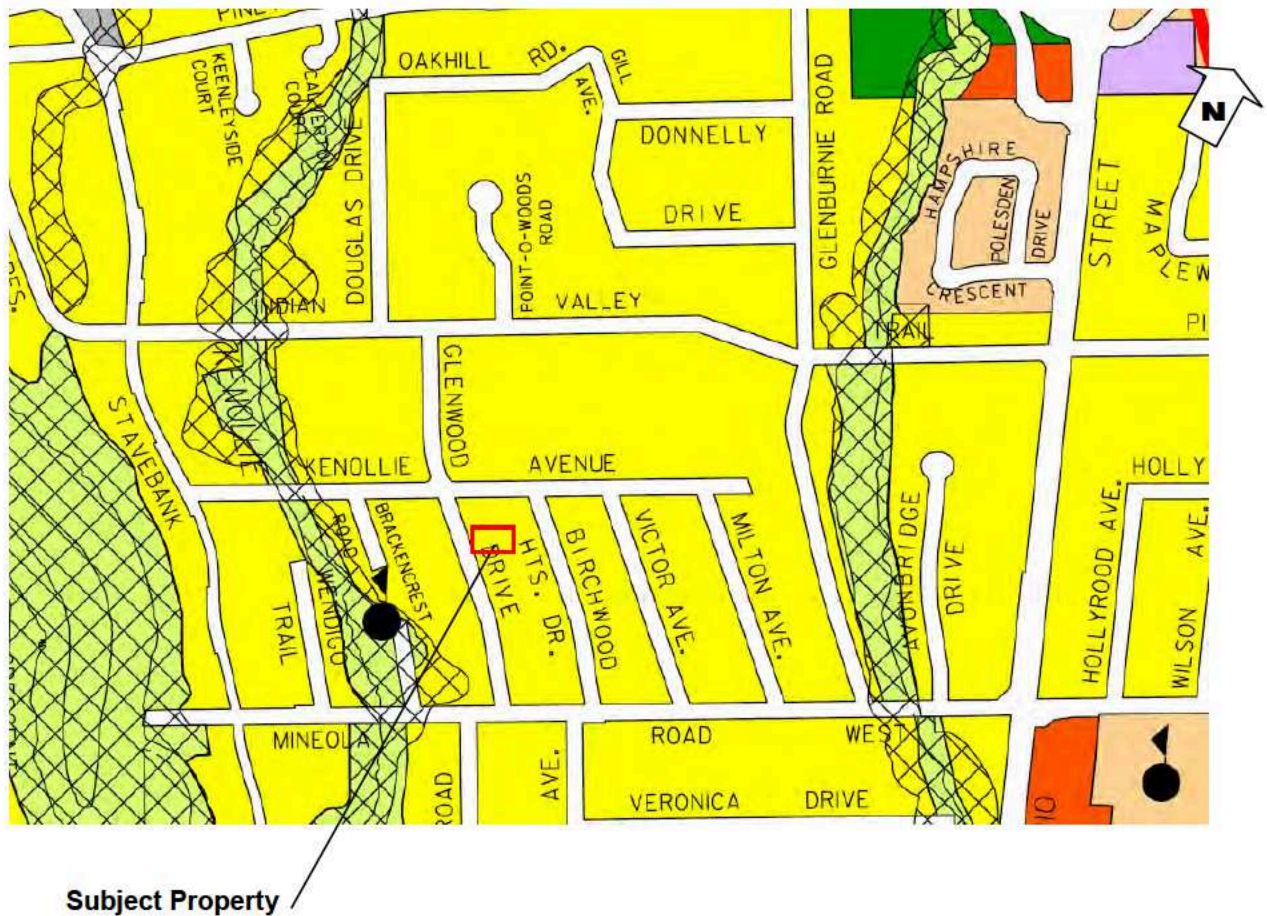 PINE
KEENLEYSIDE
COURT
CALVERTON
COURT
DOUGLAS DRIVE
OAKHILL RD.
GILL
AVE.
DONNELLY
DRIVE
GLENBURNIE ROAD
HAMPSHIRE
CRESCENT
POLESDEN
DRIVE
STREET
MAPLEW
N
POINT-O-WOODS
ROAD
RES.
INDIAN VALLEY TRAIL
PI
STAVEBANK
KENOLLIE
GLENWOOD
DRIVE
KENOLLIE AVENUE
HOLLY
BRACKENCREST
ROAD
WENDIGO
TRAIL
HTS. DR.
BIRCHWOOD
VICTOR AVE.
MILTON AVE.
AVONBRIDGE
DRIVE
HOLLYROOD AVE.
WILSON AVE.
MINEOLA ROAD WEST
ROAD
AVE.
VERONICA DRIVE
Subject Property